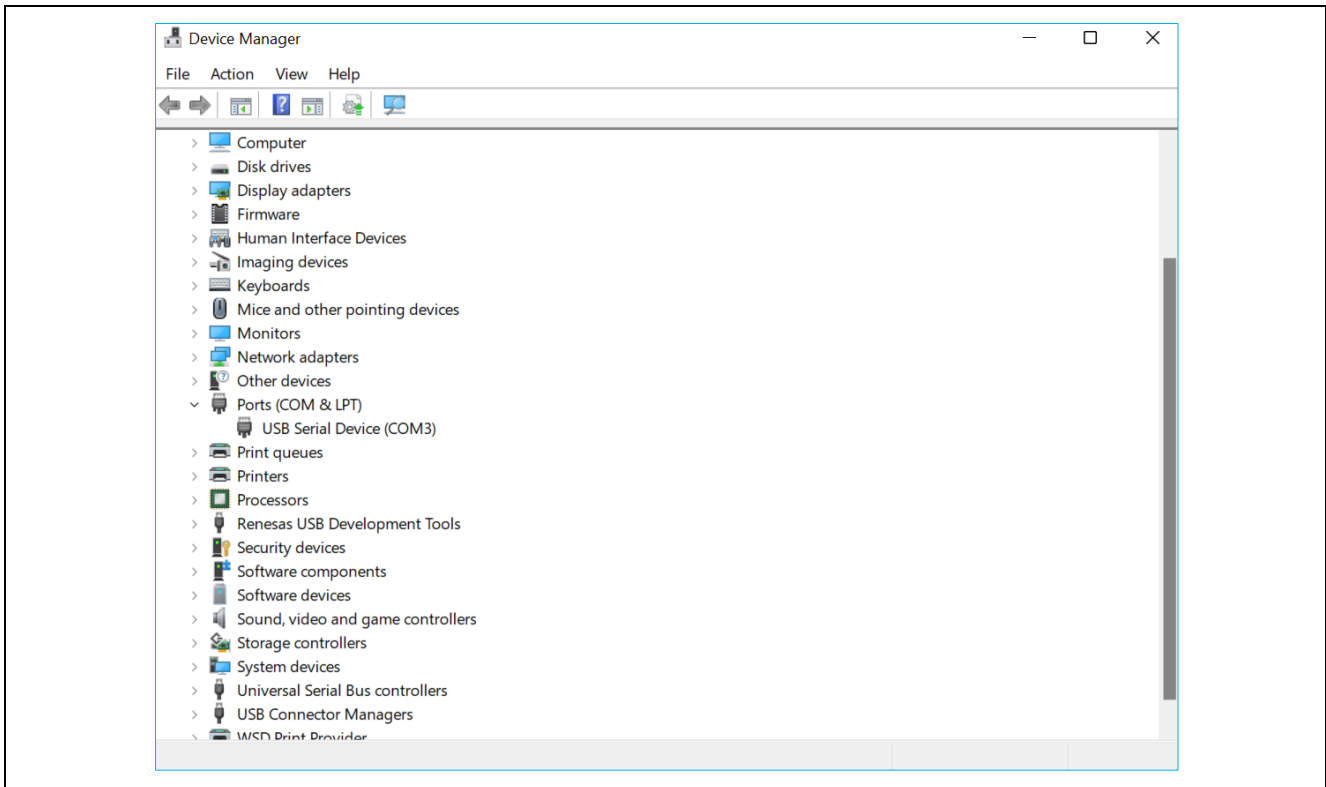 Device Manager
File Action View Help
Computer
Disk drives
Display adapters
Firmware
Human Interface Devices
Imaging devices
Keyboards
Mice and other pointing devices
Monitors
Network adapters
Other devices
Ports (COM & LPT)
USB Serial Device (COM3)
Print queues
Printers
Processors
Renesas USB Development Tools
Security devices
Software components
Software devices
Sound, video and game controllers
Storage controllers
System devices
Universal Serial Bus controllers
USB Connector Managers
WSD Print Provider